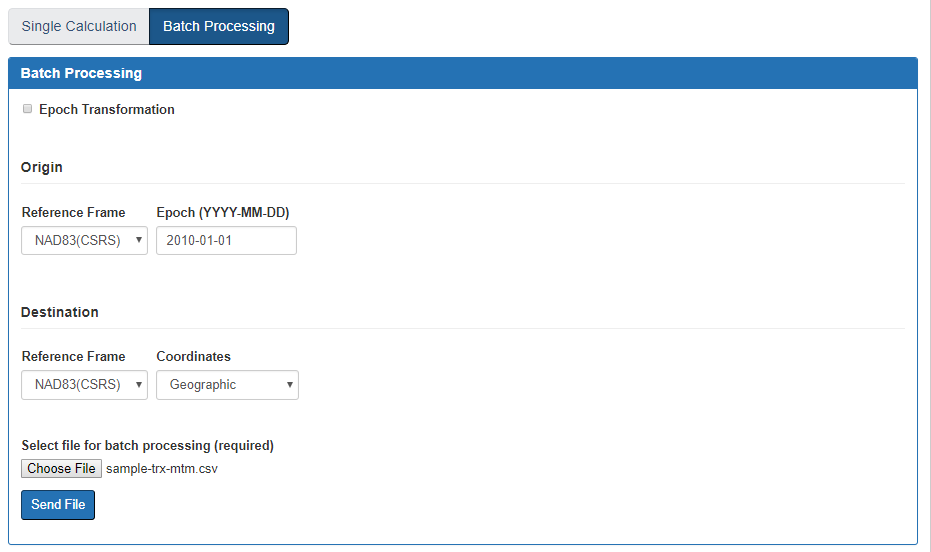 Single Calculation Batch Processing
Batch Processing
Epoch Transformation
Origin
Reference Frame Epoch (YYYY-MM-DD)
NAD83(CSRS) 2010-01-01
Destination
Reference Frame Coordinates
NAD83(CSRS) Geographic
Select file for batch processing (required)
Choose File sample-trx-mtm.csv
Send File